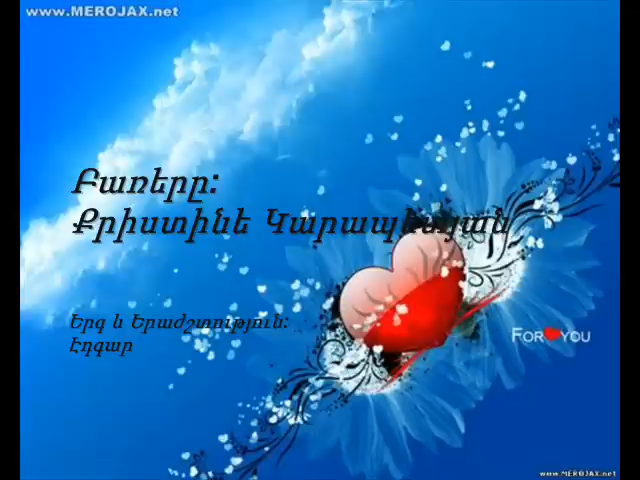 www.MEROJAX.net
Բառերը:
Քրիստինե Կարապետյան
Երգ և Երաժշտություն:
Էդգար
FOR YOU
www.MEROJAX.net